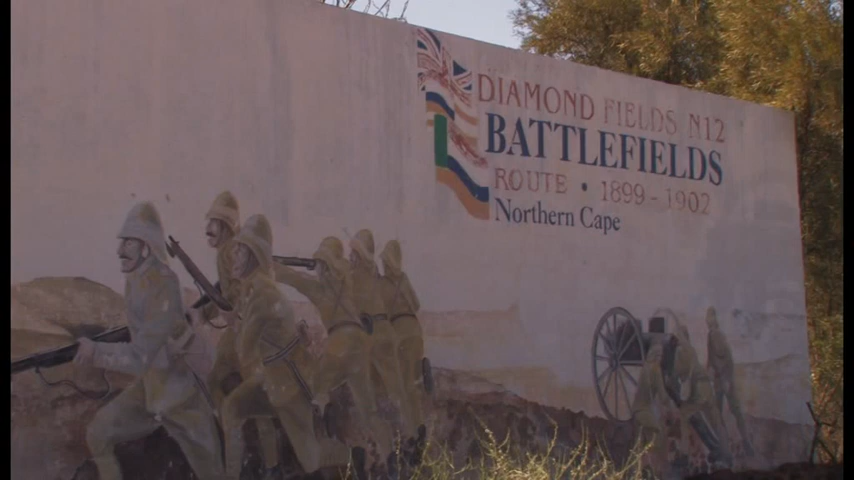 DIAMOND FIELDS N12
BATTLEFIELDS
ROUTE • 1899 - 1902
Northern Cape